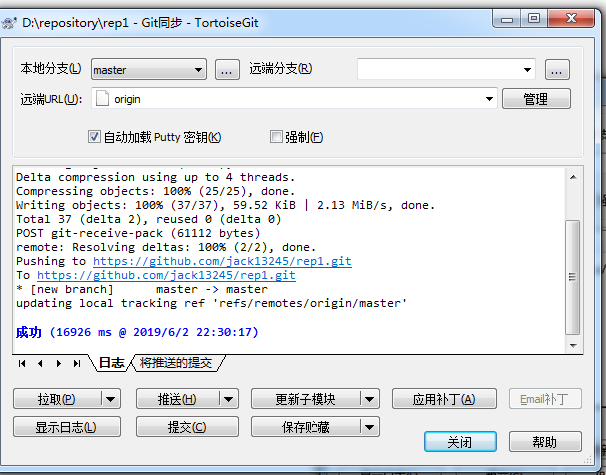 D:\repository\rep1 - Git同步 - TortoiseGit
本地分支(L) master ... 远端分支(R) ...
远端URL(U): origin 管理
自动加载 Putty 密钥(K) 强制(F)
Delta compression using up to 4 threads.
Compressing objects: 100% (25/25), done.
Writing objects: 100% (37/37), 59.52 KiB | 2.13 MiB/s, done.
Total 37 (delta 2), reused 0 (delta 0)
POST git-receive-pack (61112 bytes)
remote: Resolving deltas: 100% (2/2), done.
Pushing to https://github.com/jack13245/rep1.git
To https://github.com/jack13245/rep1.git
* [new branch]      master -> master
updating local tracking ref 'refs/remotes/origin/master'
成功 (16926 ms @ 2019/6/2 22:30:17)
日志 将推送的提交
拉取(P) 推送(H) 更新子模块 应用补丁(A) Email补丁
显示日志(L) 提交(C) 保存贮藏
关闭 帮助